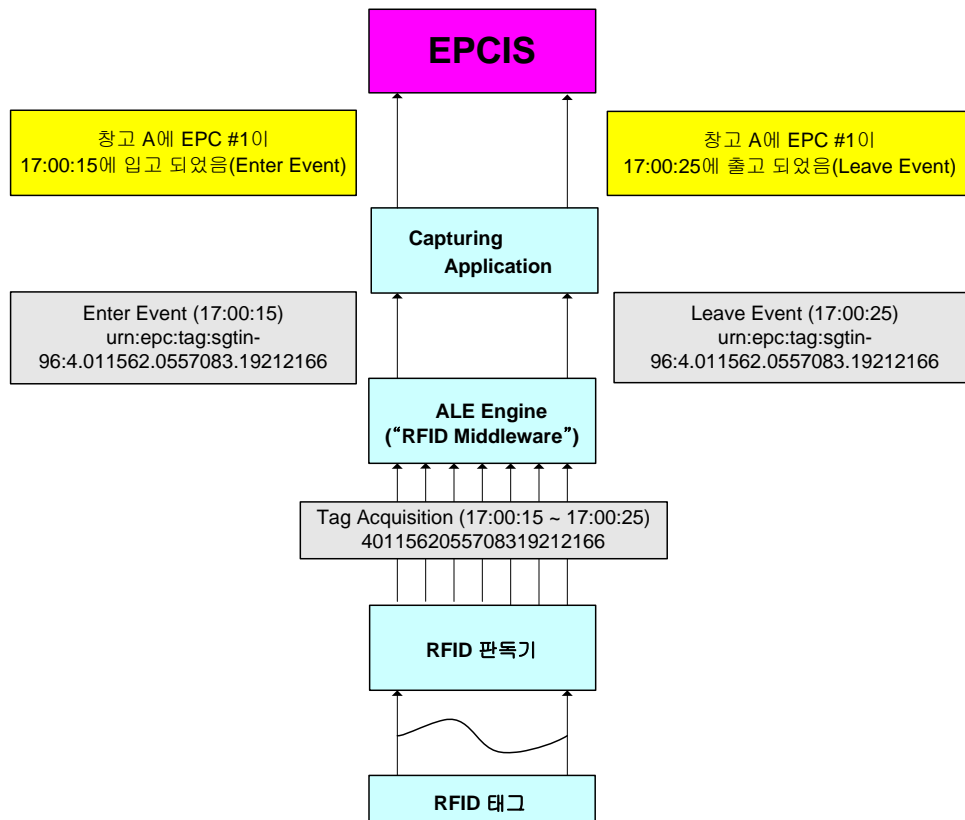 EPCIS
창고 A에 EPC #1이
17:00:15에 입고 되었음(Enter Event)
창고 A에 EPC #1이
17:00:25에 출고 되었음(Leave Event)
Capturing
Application
Enter Event (17:00:15)
urn:epc:tag:sgtin-
96:4.011562.0557083.19212166
Leave Event (17:00:25)
urn:epc:tag:sgtin-
96:4.011562.0557083.19212166
ALE Engine
(“RFID Middleware”)
Tag Acquisition (17:00:15 ~ 17:00:25)
4011562055708319212166
RFID 판독기
RFID 태그